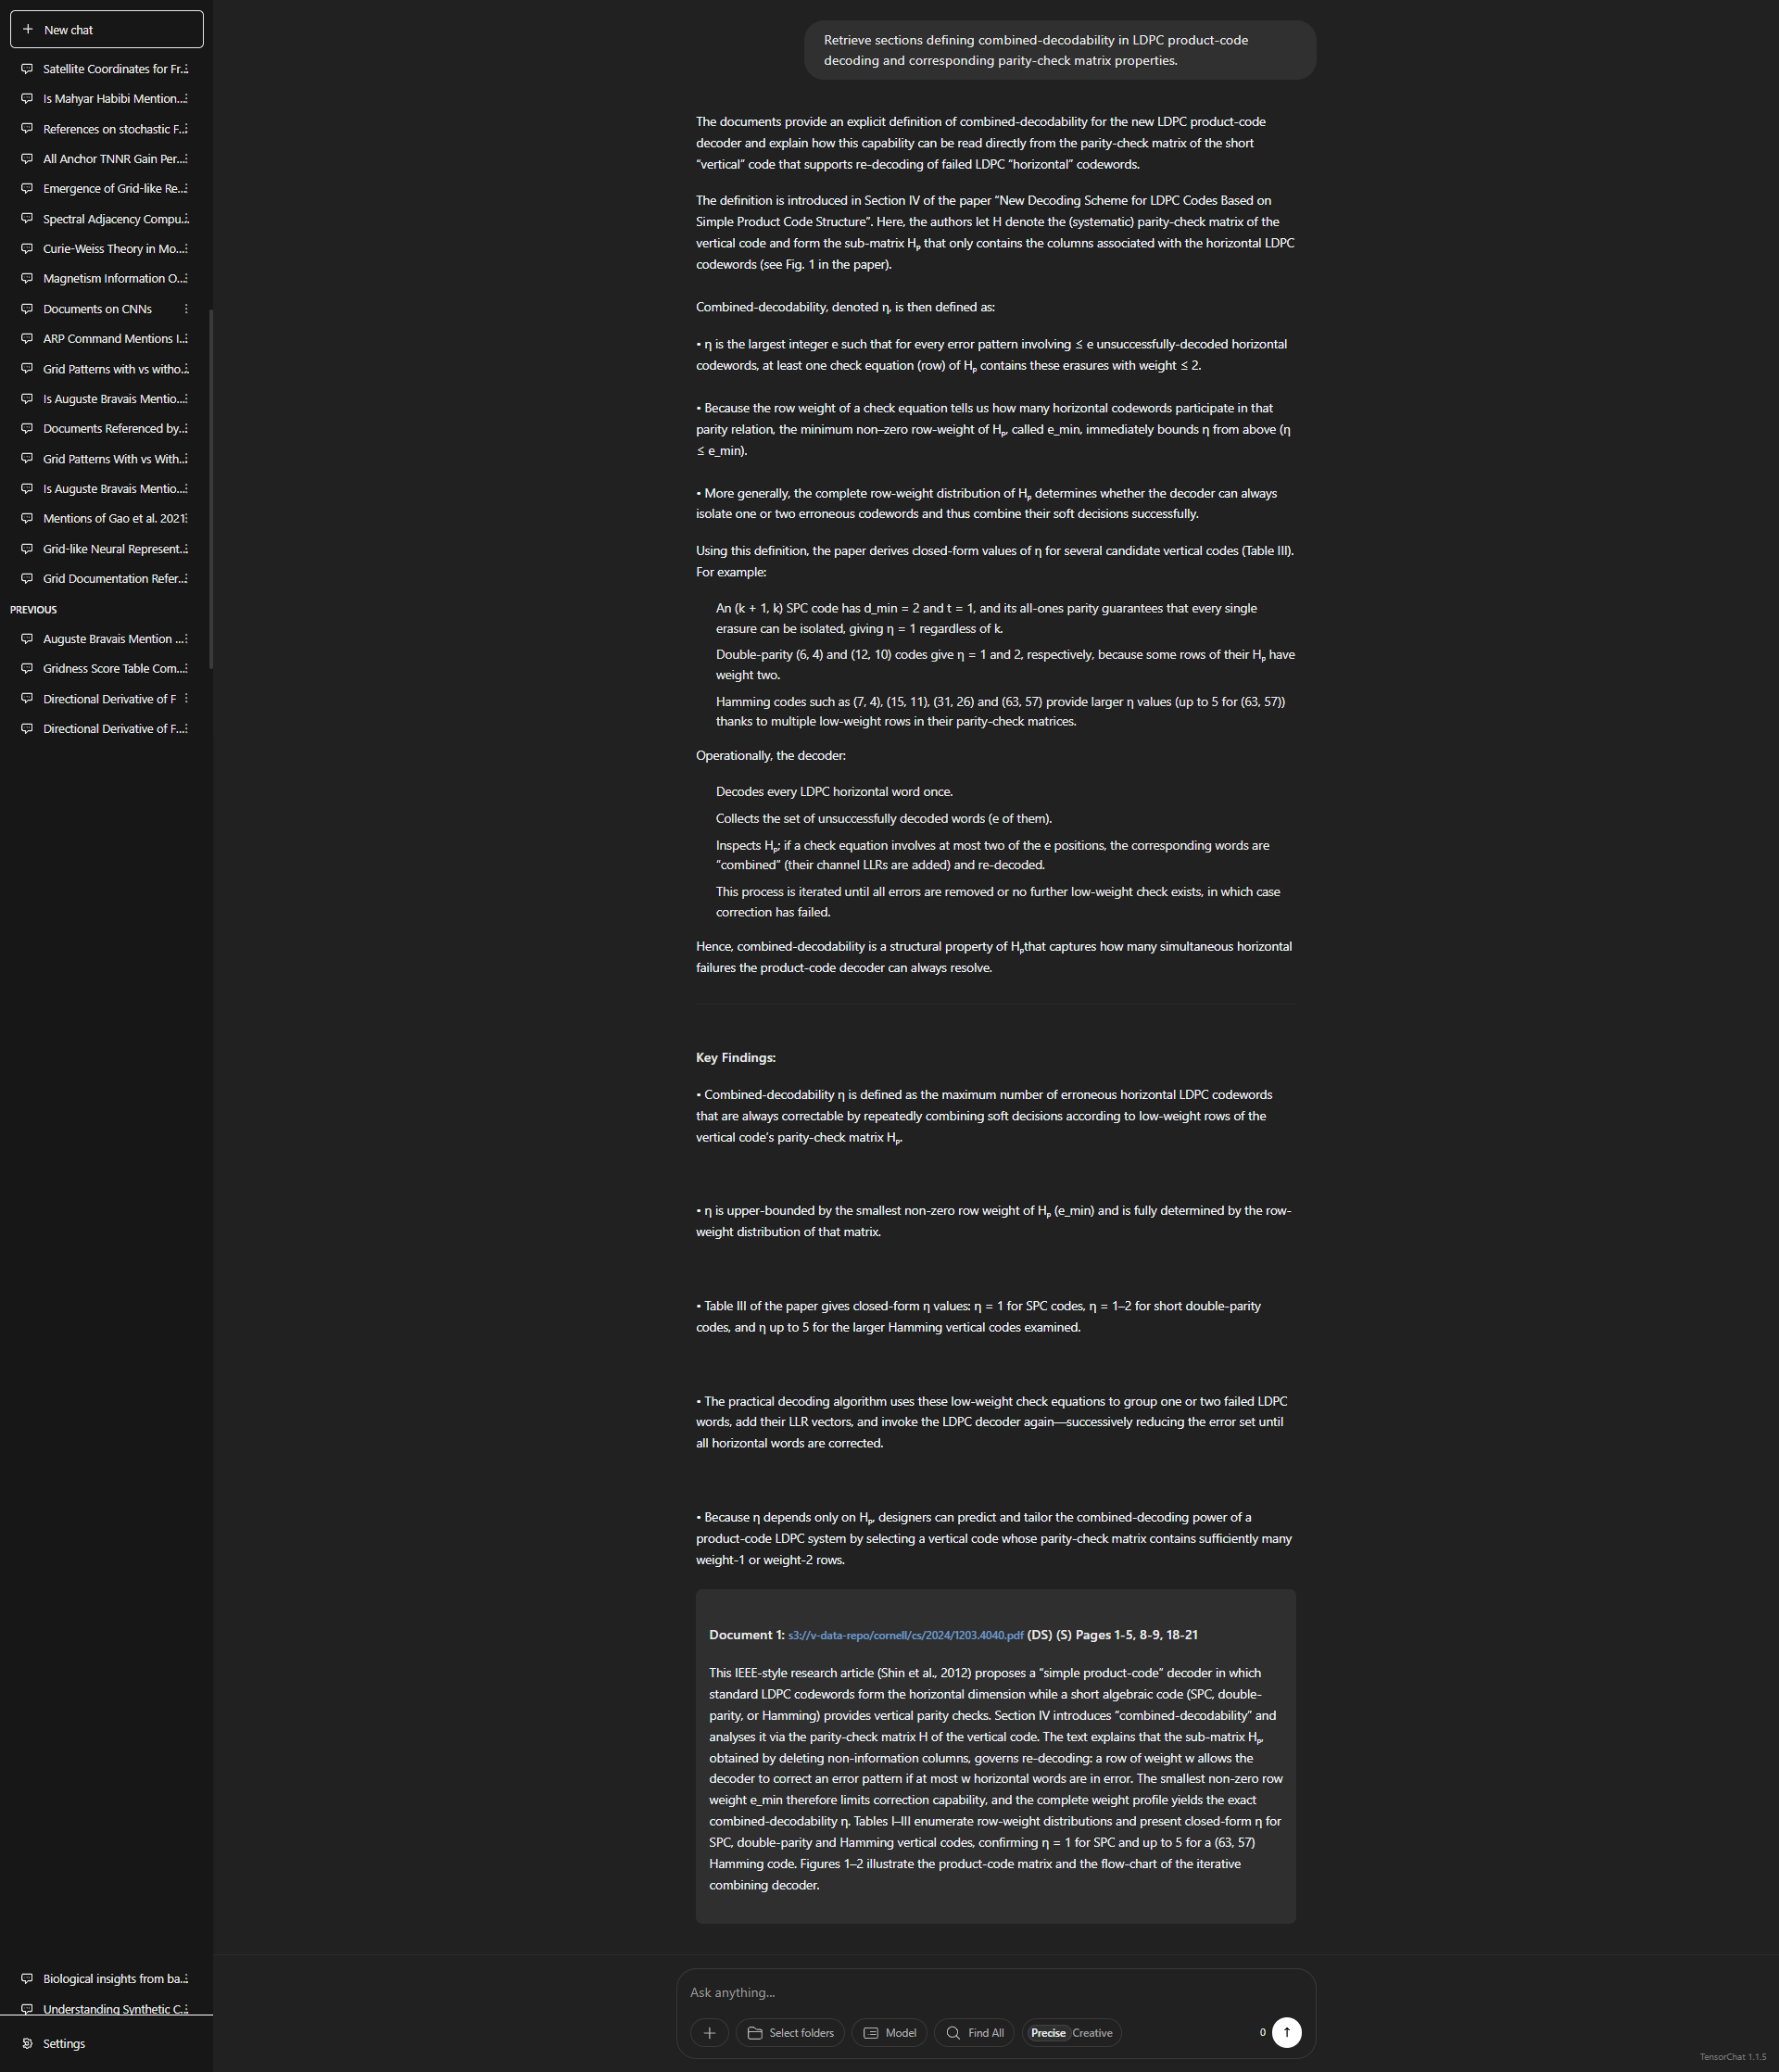 New chat
Satellite Coordinates for Fr...
Is Mahyar Habibi Mention...
References on stochastic F...
All Anchor TNNR Gain Per...
Emergence of Grid-like Re...
Spectral Adjacency Compu...
Curie-Weiss Theory in Mo...
Magnetism Information O...
Documents on CNNs
ARP Command Mentions I...
Grid Patterns with vs witho...
Is Auguste Bravais Mentio...
Documents Referenced by...
Grid Patterns With vs With...
Is Auguste Bravais Mentio...
Mentions of Gao et al. 2021
Grid-like Neural Represent...
Grid Documentation Refer...
PREVIOUS
Auguste Bravais Mention ...
Gridness Score Table Com...
Directional Derivative of F
Directional Derivative of F...
Biological insights from ba...
Understanding Synthetic C...
Settings
Retrieve sections defining combined-decodability in LDPC product-code
decoding and corresponding parity-check matrix properties.
The documents provide an explicit definition of combined-decodability for the new LDPC product-code
decoder and explain how this capability can be read directly from the parity-check matrix of the short
“vertical” code that supports re-decoding of failed LDPC “horizontal” codewords.
The definition is introduced in Section IV of the paper “New Decoding Scheme for LDPC Codes Based on
Simple Product Code Structure”. Here, the authors let H denote the (systematic) parity-check matrix of the
vertical code and form the sub-matrix Hₚ that only contains the columns associated with the horizontal LDPC
codewords (see Fig. 1 in the paper).
Combined-decodability, denoted η, is then defined as:
• η is the largest integer e such that for every error pattern involving ≤ e unsuccessfully-decoded horizontal
codewords, at least one check equation (row) of Hₚ contains these erasures with weight ≤ 2.
• Because the row weight of a check equation tells us how many horizontal codewords participate in that
parity relation, the minimum non–zero row-weight of Hₚ, called e_min, immediately bounds η from above (η
≤ e_min).
• More generally, the complete row-weight distribution of Hₚ determines whether the decoder can always
isolate one or two erroneous codewords and thus combine their soft decisions successfully.
Using this definition, the paper derives closed-form values of η for several candidate vertical codes (Table III).
For example:
An (k + 1, k) SPC code has d_min = 2 and t = 1, and its all-ones parity guarantees that every single
erasure can be isolated, giving η = 1 regardless of k.
Double-parity (6, 4) and (12, 10) codes give η = 1 and 2, respectively, because some rows of their Hₚ have
weight two.
Hamming codes such as (7, 4), (15, 11), (31, 26) and (63, 57) provide larger η values (up to 5 for (63, 57))
thanks to multiple low-weight rows in their parity-check matrices.
Operationally, the decoder:
Decodes every LDPC horizontal word once.
Collects the set of unsuccessfully decoded words (e of them).
Inspects Hₚ; if a check equation involves at most two of the e positions, the corresponding words are
“combined” (their channel LLRs are added) and re-decoded.
This process is iterated until all errors are removed or no further low-weight check exists, in which case
correction has failed.
Hence, combined-decodability is a structural property of Hₚthat captures how many simultaneous horizontal
failures the product-code decoder can always resolve.
Key Findings:
• Combined-decodability η is defined as the maximum number of erroneous horizontal LDPC codewords
that are always correctable by repeatedly combining soft decisions according to low-weight rows of the
vertical code’s parity-check matrix Hₚ.
• η is upper-bounded by the smallest non-zero row weight of Hₚ (e_min) and is fully determined by the row-
weight distribution of that matrix.
• Table III of the paper gives closed-form η values: η = 1 for SPC codes, η = 1–2 for short double-parity
codes, and η up to 5 for the larger Hamming vertical codes examined.
• The practical decoding algorithm uses these low-weight check equations to group one or two failed LDPC
words, add their LLR vectors, and invoke the LDPC decoder again—successively reducing the error set until
all horizontal words are corrected.
• Because η depends only on Hₚ, designers can predict and tailor the combined-decoding power of a
product-code LDPC system by selecting a vertical code whose parity-check matrix contains sufficiently many
weight-1 or weight-2 rows.
Document 1: s3://v-data-repo/cornell/cs/2024/1203.4040.pdf (DS) (S) Pages 1-5, 8-9, 18-21
This IEEE-style research article (Shin et al., 2012) proposes a “simple product-code” decoder in which
standard LDPC codewords form the horizontal dimension while a short algebraic code (SPC, double-
parity, or Hamming) provides vertical parity checks. Section IV introduces “combined-decodability” and
analyses it via the parity-check matrix H of the vertical code. The text explains that the sub-matrix Hₚ,
obtained by deleting non-information columns, governs re-decoding: a row of weight w allows the
decoder to correct an error pattern if at most w horizontal words are in error. The smallest non-zero row
weight e_min therefore limits correction capability, and the complete weight profile yields the exact
combined-decodability η. Tables I–III enumerate row-weight distributions and present closed-form η for
SPC, double-parity and Hamming vertical codes, confirming η = 1 for SPC and up to 5 for a (63, 57)
Hamming code. Figures 1–2 illustrate the product-code matrix and the flow-chart of the iterative
combining decoder.
Ask anything...
Select folders
Model
Find All
Precise Creative
0
TensorChat 1.1.5